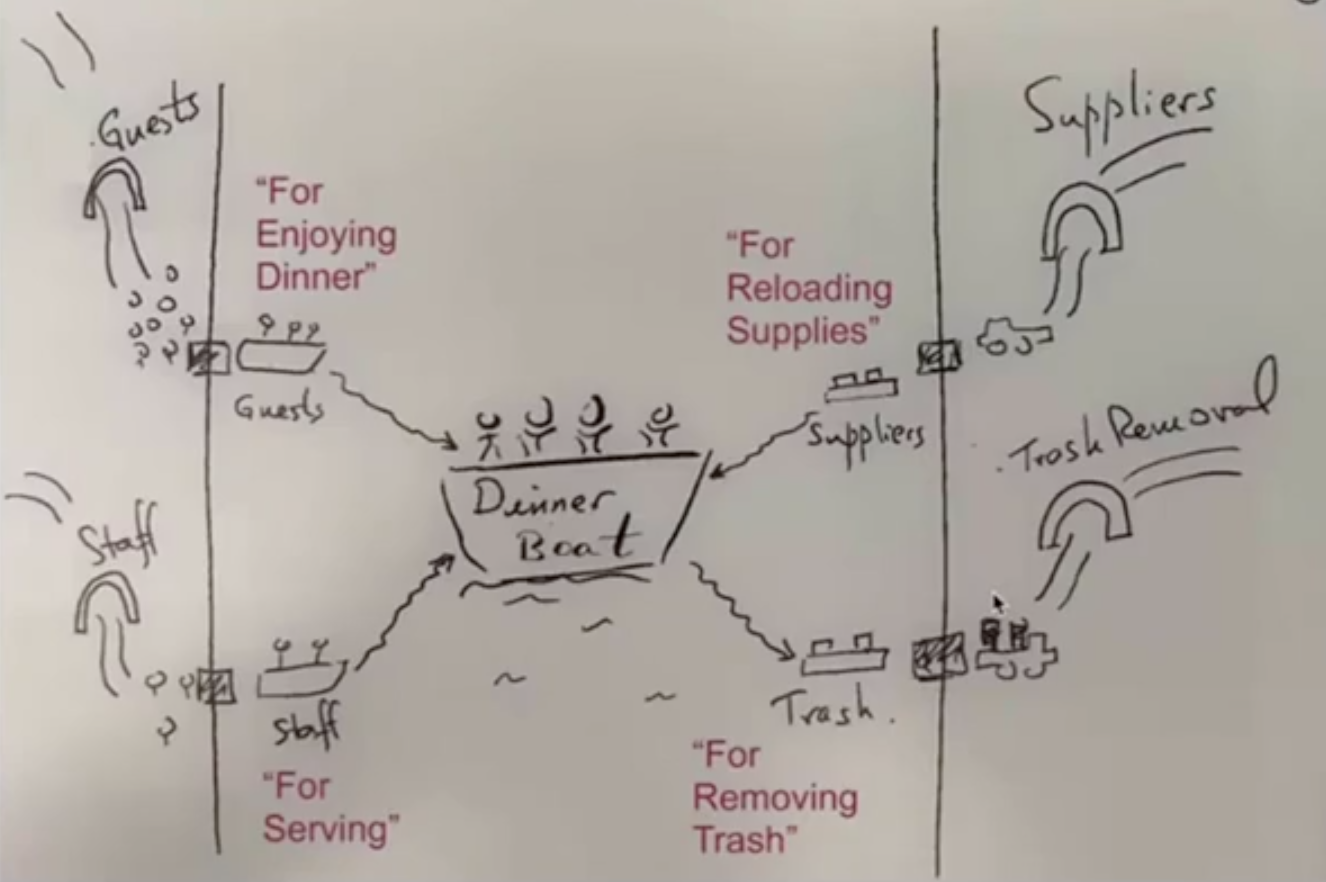 Guests
"For
Enjoying
Dinner"
Guests
Suppliers
"For
Reloading
Supplies"
Suppliers
Dinner
Boat
Staff
Staff
"For
Serving"
Trash Removal
Trash.
"For
Removing
Trash"